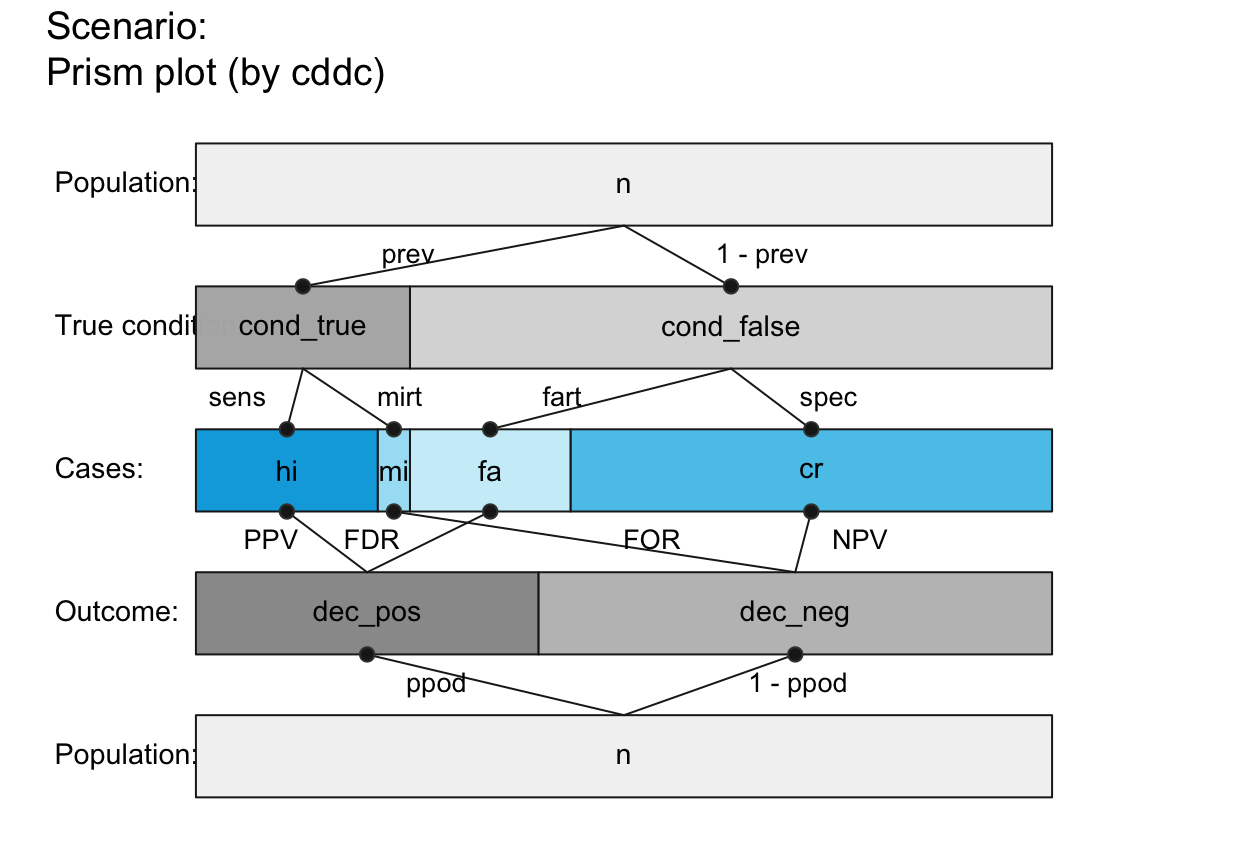 Scenario:
Prism plot (by cddc)
Population:
n
prev
1 - prev
True condition
cond_true
cond_false
sens
mirt
fart
spec
Cases:
hi
mi
fa
cr
PPV
FDR
FOR
NPV
Outcome:
dec_pos
dec_neg
ppod
1 - ppod
Population:
n